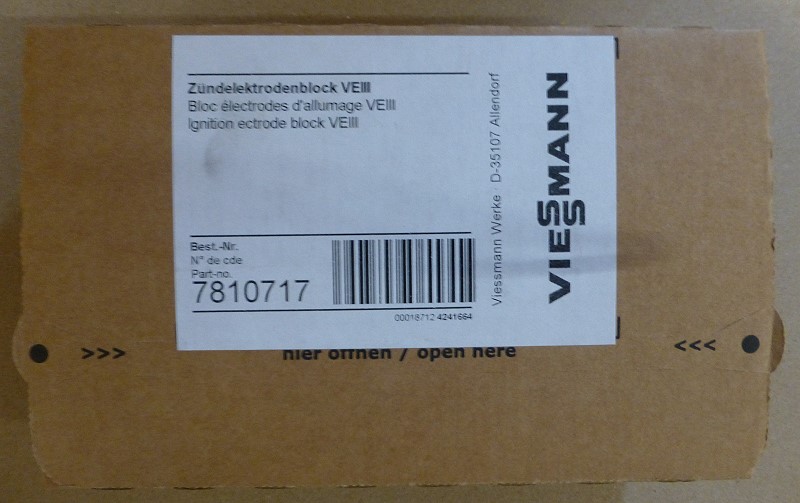 Zündelektrodenblock VEIII
Bloc électrodes d'allumage VEIII
Ignition ectrode block VEIII
Best.-Nr.
N° de cde
Part-no.
7810717
00018712 4241664
Viessmann Werke · D-35107 Allendorf
VIESSMANN
>>> hier öffnen / open here <<<